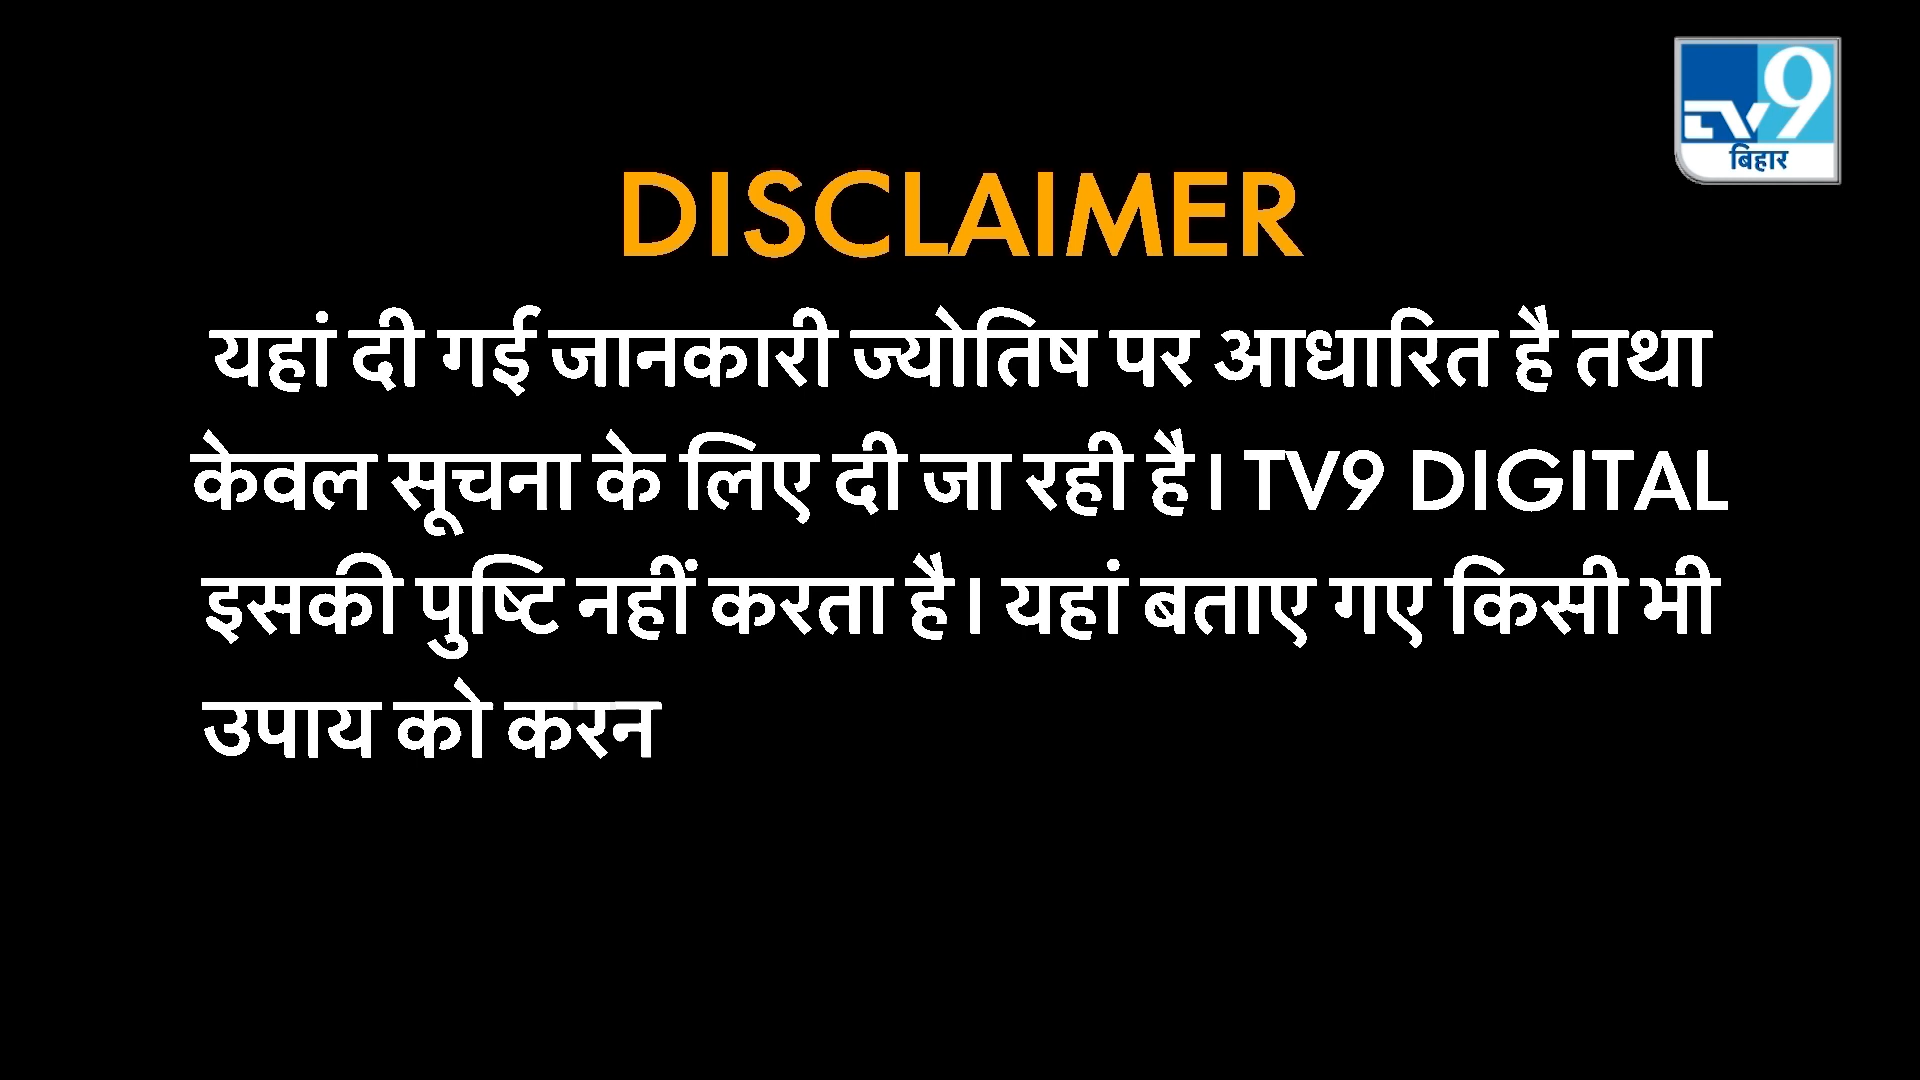 TV9
बिहार
DISCLAIMER
यहां दी गई जानकारी ज्योतिष पर आधारित है तथा
केवल सूचना के लिए दी जा रही है। TV9 DIGITAL
इसकी पुष्टि नहीं करता है। यहां बताए गए किसी भी
उपाय को करन